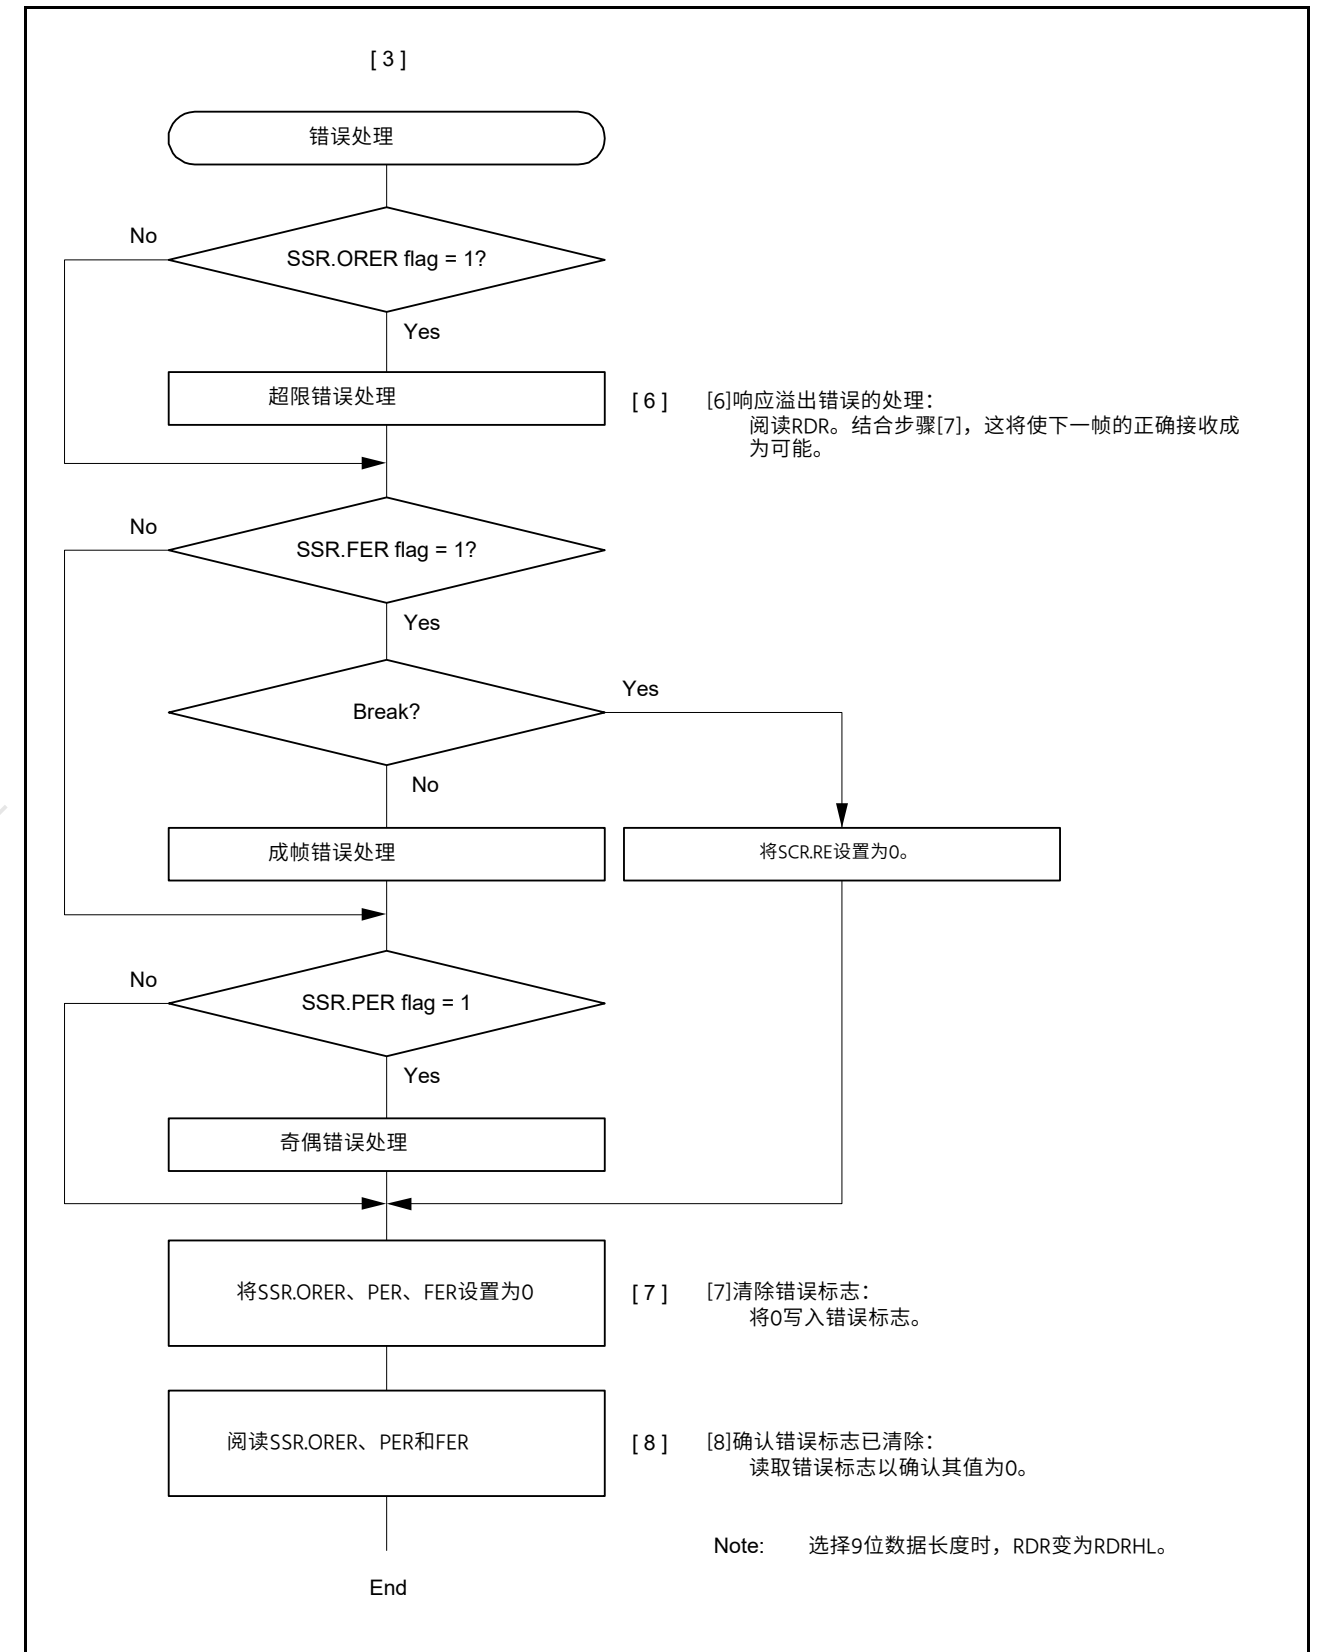 [ 3 ]
错误处理
No
SSR.ORER flag = 1?
Yes
超限错误处理
[ 6 ]
[6]响应溢出错误的处理：
阅读RDR。结合步骤[7]，这将使下一帧的正确接收成
为可能。
No
SSR.FER flag = 1?
Yes
Break?
Yes
No
成帧错误处理
将SCR.RE设置为0。
No
SSR.PER flag = 1
Yes
奇偶错误处理
将SSR.ORER、PER、FER设置为0
[ 7 ]
[7]清除错误标志：
将0写入错误标志。
阅读SSR.ORER、PER和FER
[ 8 ]
[8]确认错误标志已清除：
读取错误标志以确认其值为0。
Note: 选择9位数据长度时，RDR变为RDRHL。
End